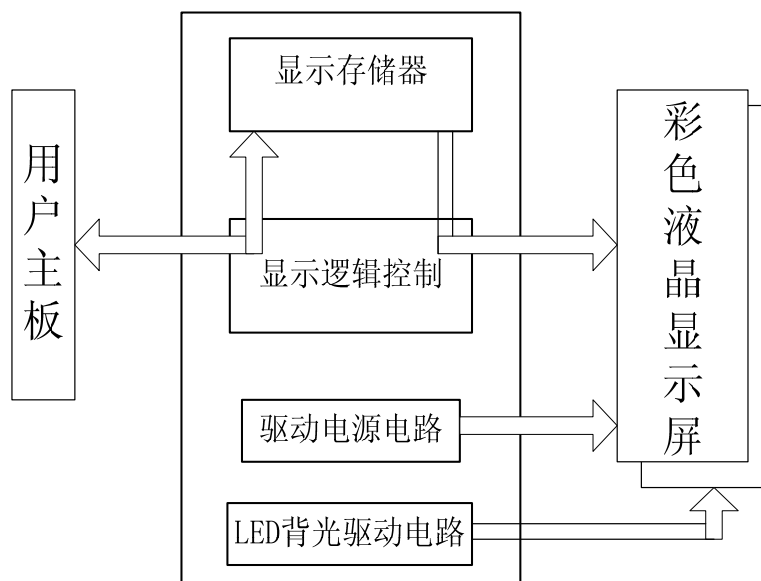 显示存储器
用户主板
显示逻辑控制
彩色液晶显示屏
驱动电源电路
LED背光驱动电路